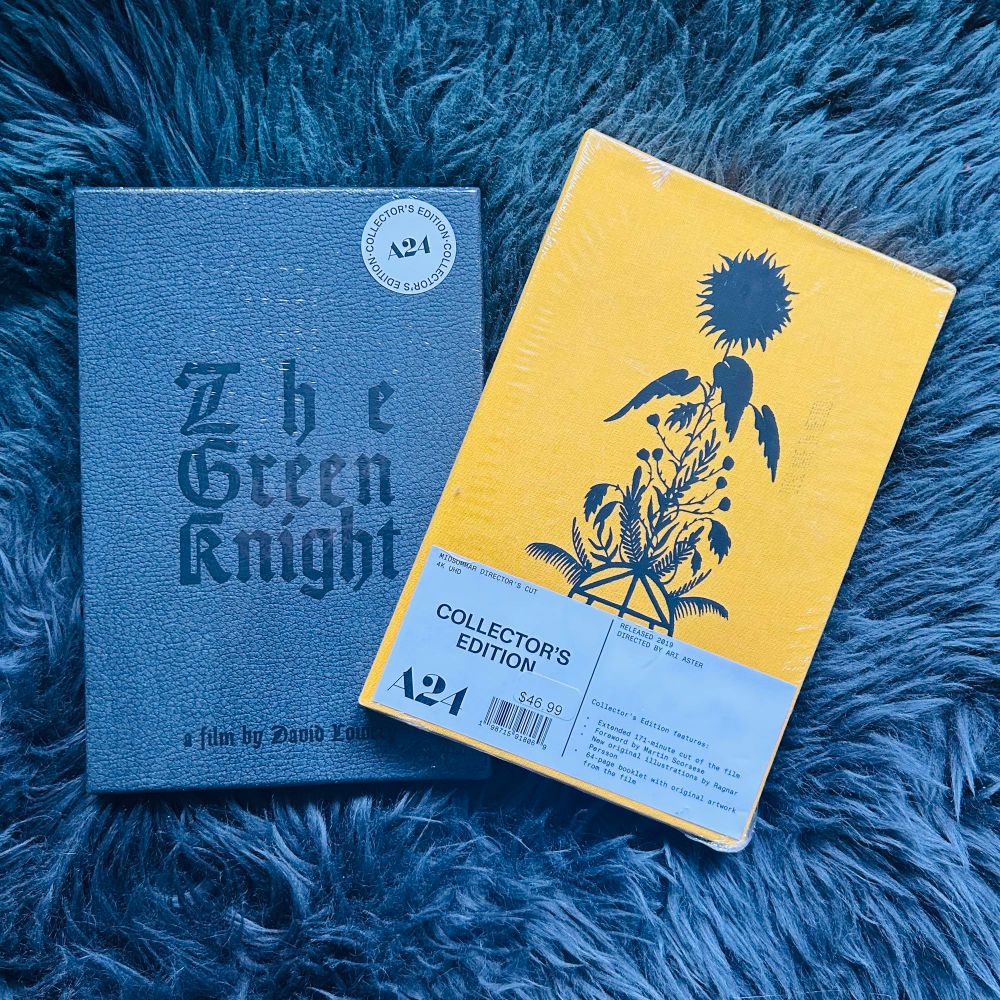 COLLECTOR'S EDITION·COLLECTOR'S EDITION·
A24
The
Green
Knight
a film by David
MIDSOMMAR DIRECTOR'S CUT
4K UHD
COLLECTOR'S
EDITION
A24
$46.99
RELEASED 2019
DIRECTED BY ARI ASTER
Collector's Edition features:
• Extended 171-minute cut of the film
• Foreword by Martin Scorsese
• New original illustrations by Ragnar
Persson
• 64-page booklet with original artwork
from the film